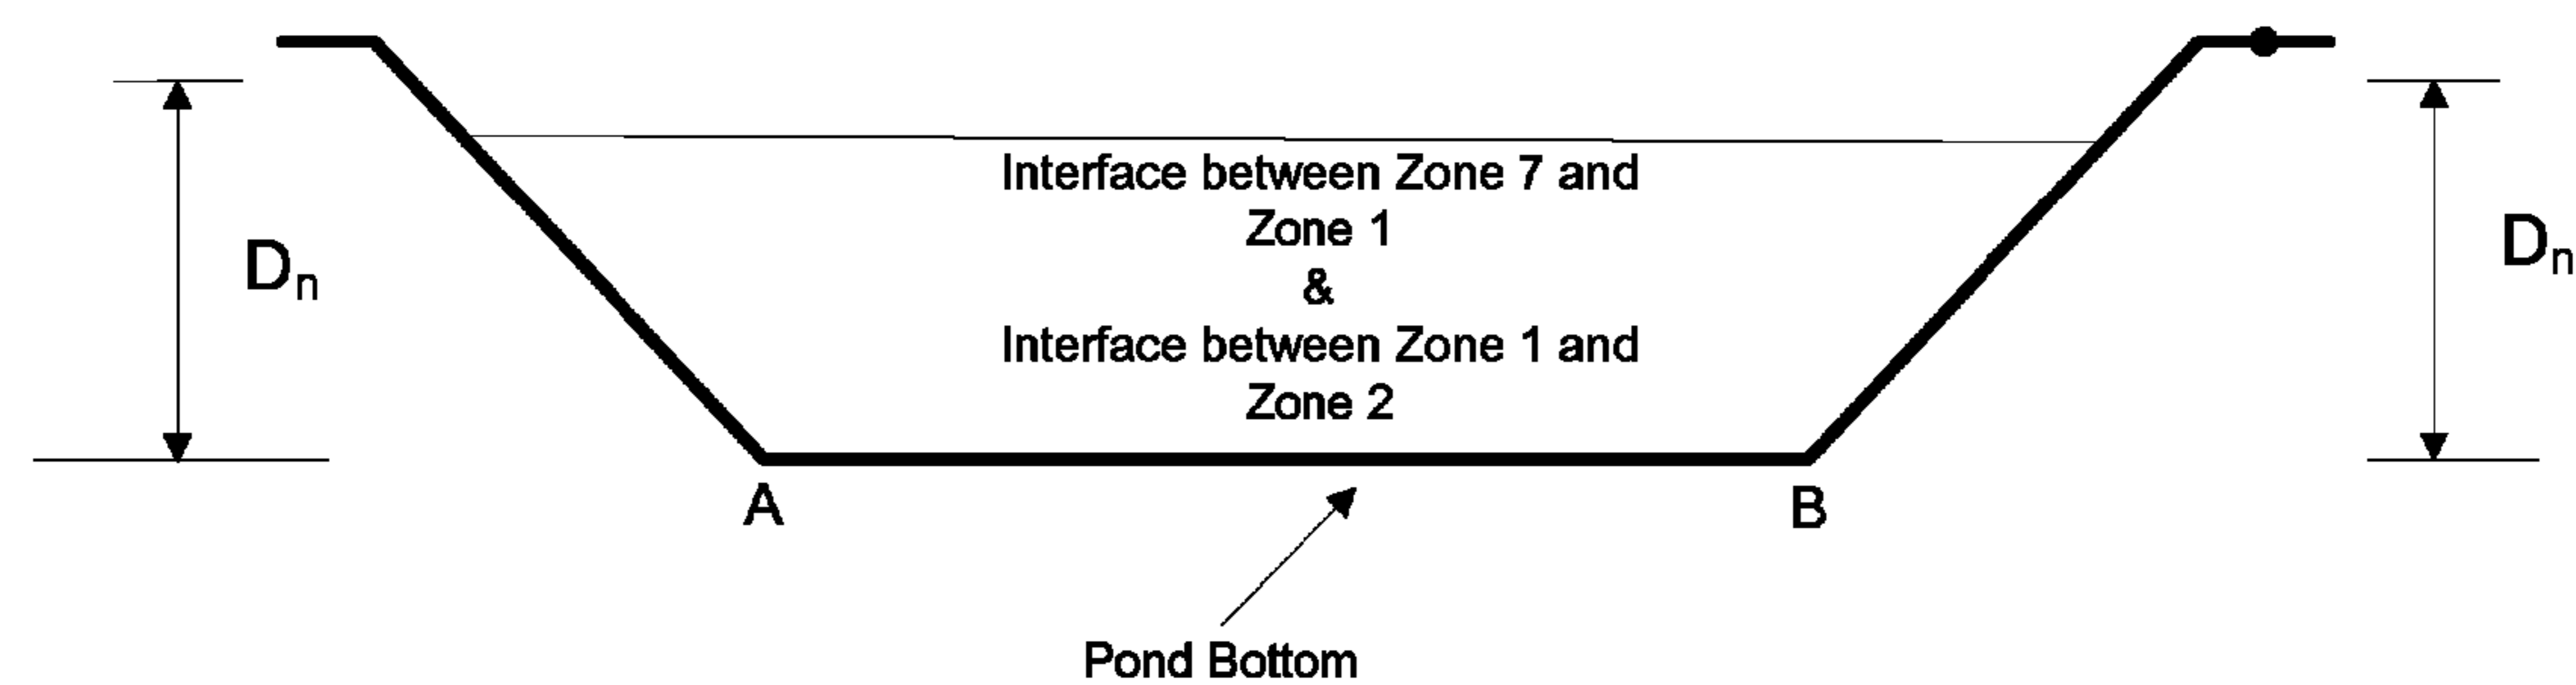 Interface between Zone 7 and
Zone 1
&
Interface between Zone 1 and
Zone 2
Dn
Dn
A
B
Pond Bottom